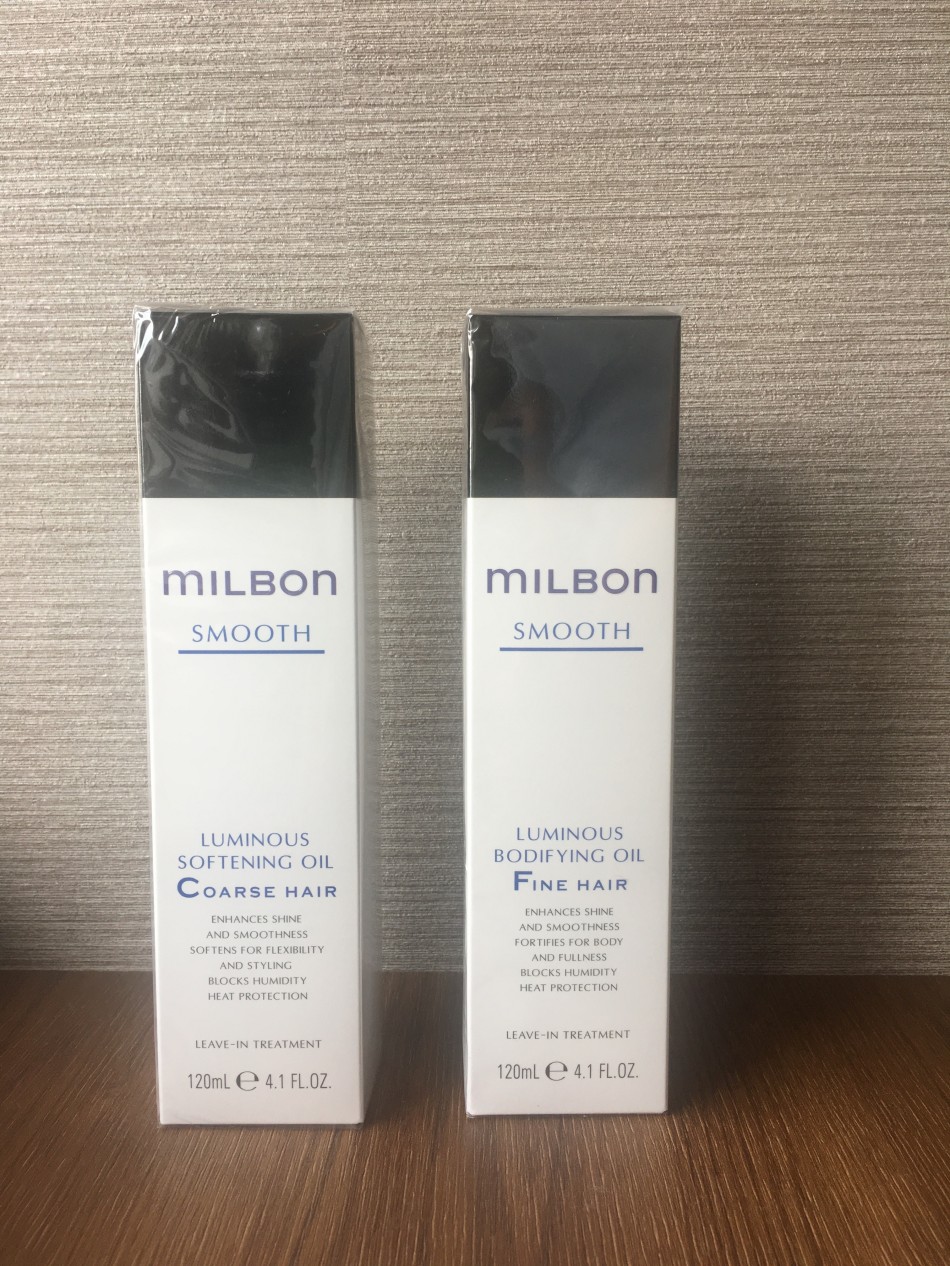 mILBON
SMOOTH
LUMINOUS
SOFTENING OIL
COARSE HAIR
ENHANCES SHINE
AND SMOOTHNESS
SOFTENS FOR FLEXIBILITY
AND STYLING
BLOCKS HUMIDITY
HEAT PROTECTION
LEAVE-IN TREATMENT
120mL ℮ 4.1 FL.OZ.
mILBON
SMOOTH
LUMINOUS
BODIFYING OIL
FINE HAIR
ENHANCES SHINE
AND SMOOTHNESS
FORTIFIES FOR BODY
AND FULLNESS
BLOCKS HUMIDITY
HEAT PROTECTION
LEAVE-IN TREATMENT
120mL ℮ 4.1 FL.OZ.